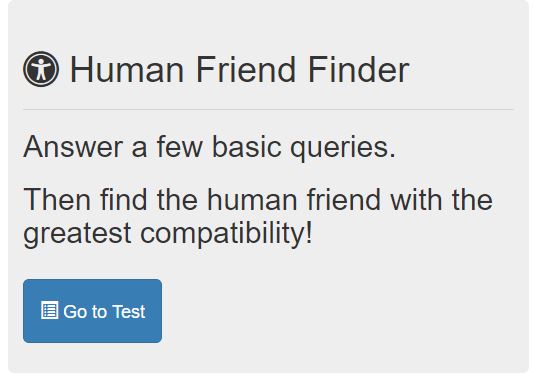 Human Friend Finder
Answer a few basic queries.
Then find the human friend with the
greatest compatibility!
Go to Test